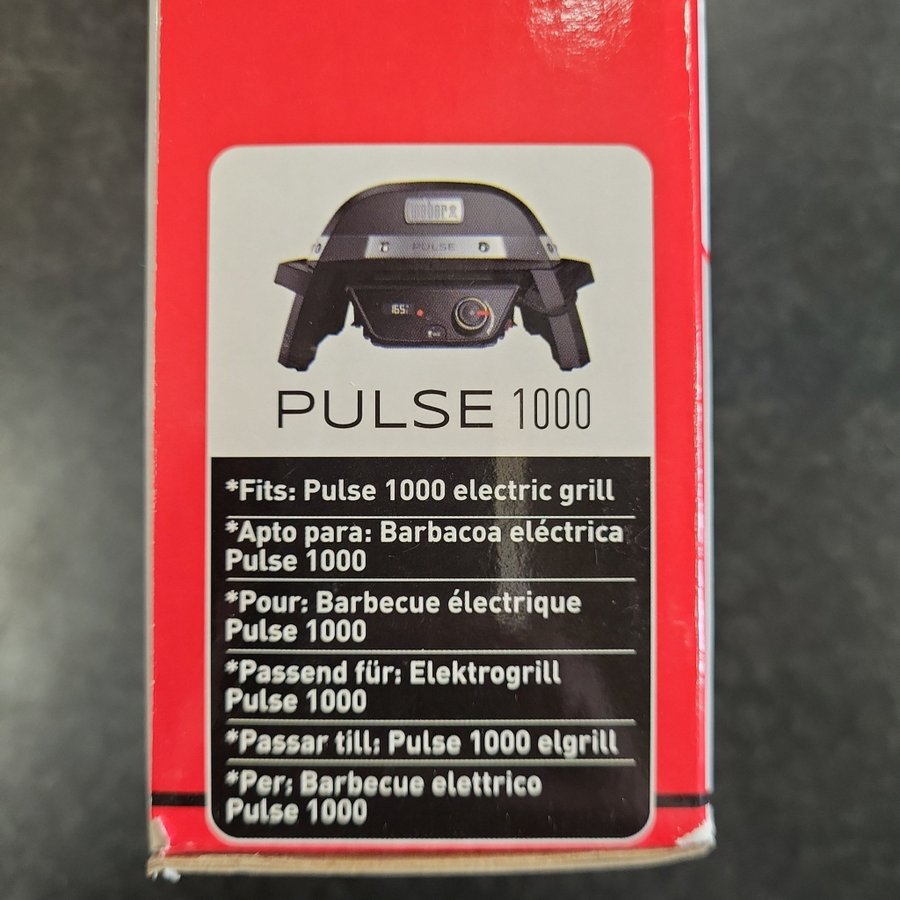 weber
PULSE
165
PULSE 1000
*Fits: Pulse 1000 electric grill
*Apto para: Barbacoa eléctrica
Pulse 1000
*Pour: Barbecue électrique
Pulse 1000
*Passend für: Elektrogrill
Pulse 1000
*Passar till: Pulse 1000 elgrill
*Per: Barbecue elettrico
Pulse 1000